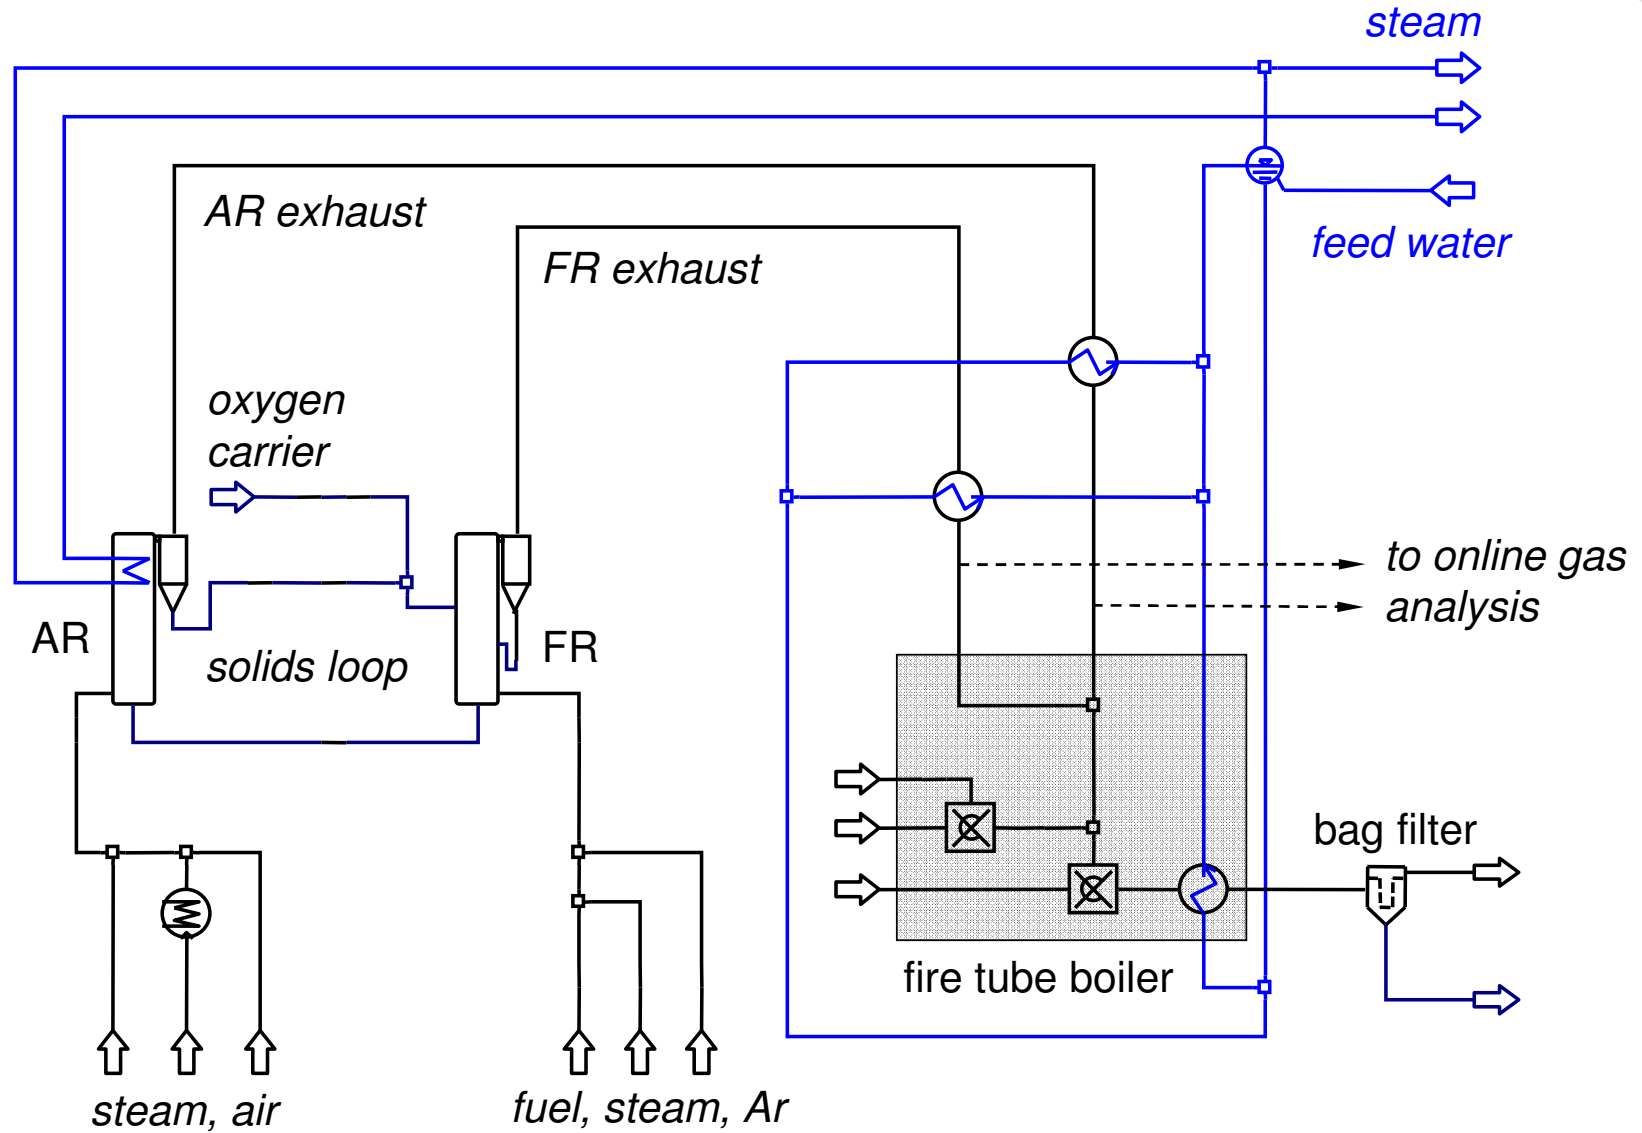 steam
AR exhaust
feed water
FR exhaust
oxygen
carrier
to online gas
analysis
AR
solids loop
FR
bag filter
fire tube boiler
steam, air
fuel, steam, Ar